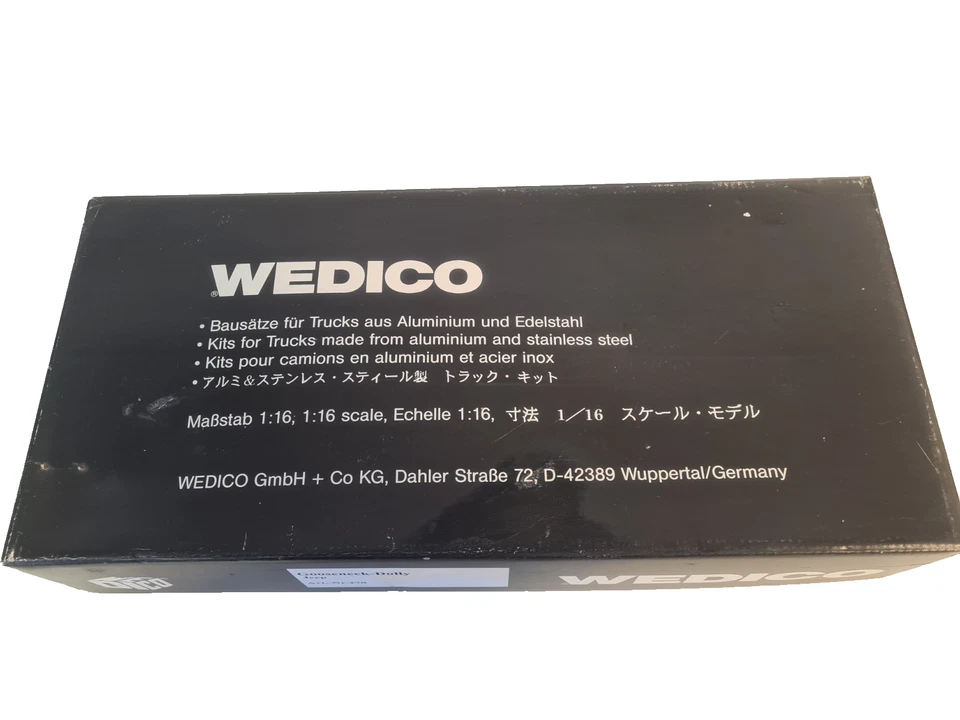 WEDICO
®
• Bausätze für Trucks aus Aluminium und Edelstahl
• Kits for Trucks made from aluminium and stainless steel
• Kits pour camions en aluminium et acier inox
• アルミ&ステンレス・スティール製 トラック・キット
Maßstab 1:16, 1:16 scale, Echelle 1:16, 寸法 1/16 スケール・モデル
WEDICO GmbH + Co KG, Dahler Straße 72, D-42389 Wuppertal/Germany
Gooseneck-Dolly
Jeep
WEDICO